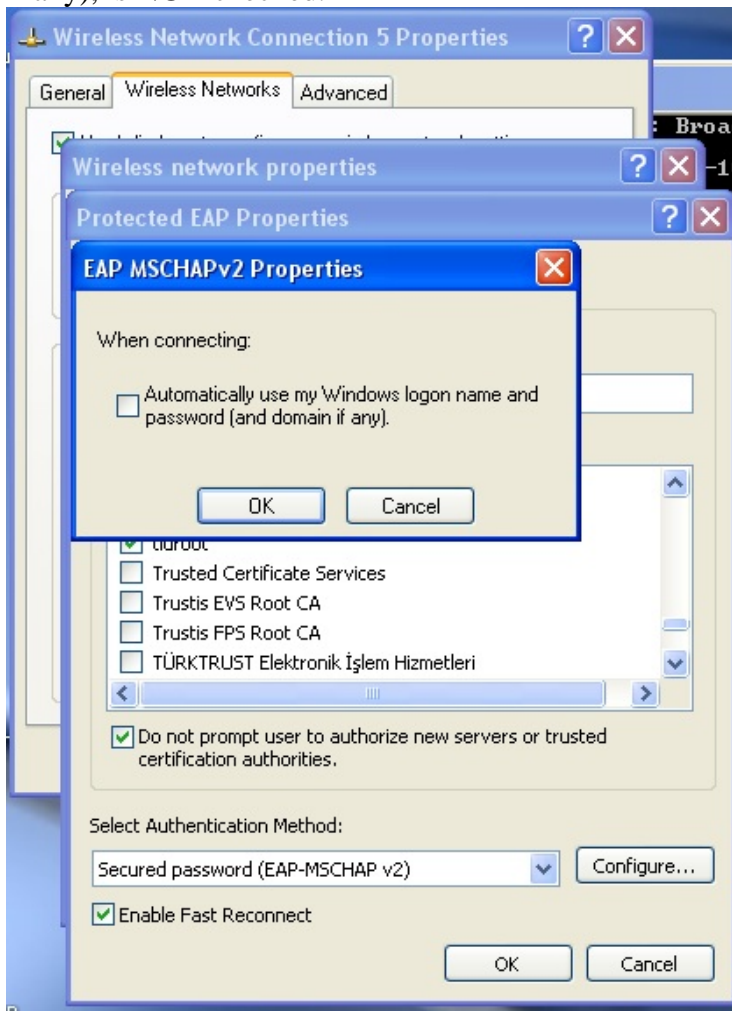 Wireless Network Connection 5 Properties
General Wireless Networks Advanced
: Broa
Wireless network properties
-1
Protected EAP Properties
EAP MSCHAPv2 Properties
When connecting:
Automatically use my Windows logon name and
password (and domain if any).
OK Cancel
Trusted Certificate Services
Trustis EVS Root CA
Trustis FPS Root CA
TÜRKTRUST Elektronik İşlem Hizmetleri
Do not prompt user to authorize new servers or trusted
certification authorities.
Select Authentication Method:
Secured password (EAP-MSCHAP v2) Configure...
Enable Fast Reconnect
OK Cancel